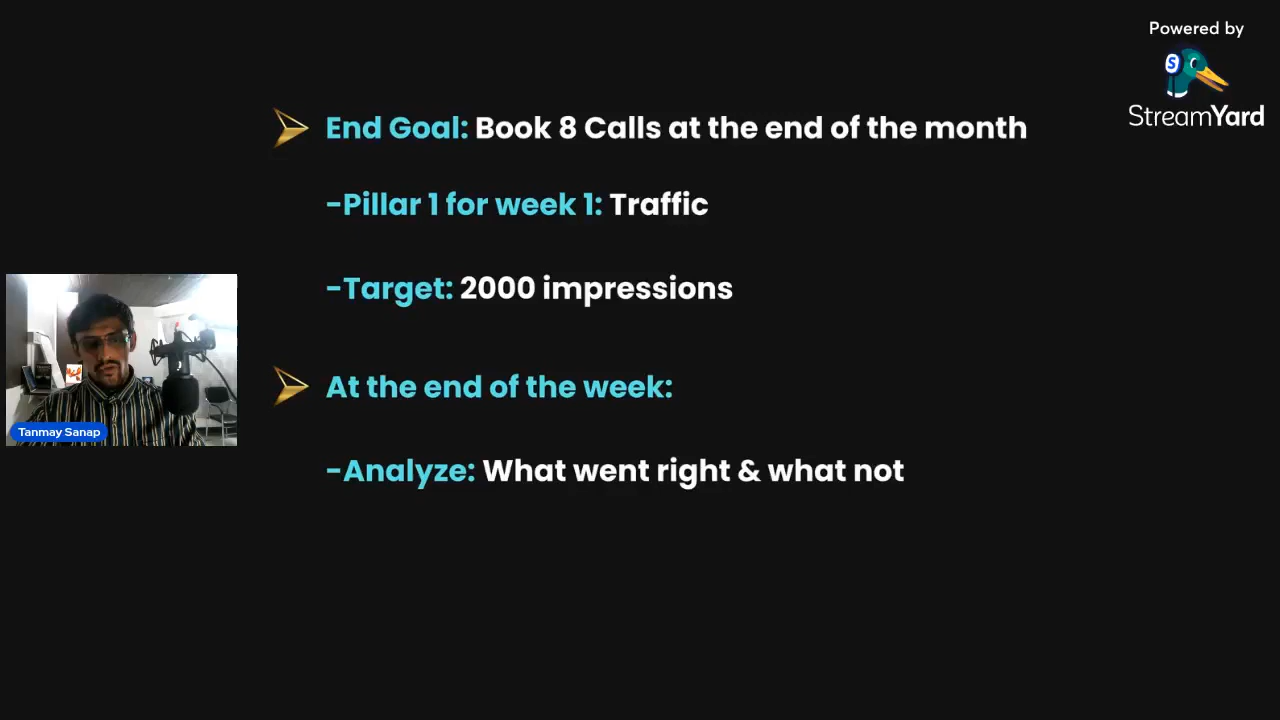 Powered by
StreamYard
End Goal: Book 8 Calls at the end of the month
-Pillar 1 for week 1: Traffic
-Target: 2000 impressions
At the end of the week:
-Analyze: What went right & what not
Tanmay Sanap